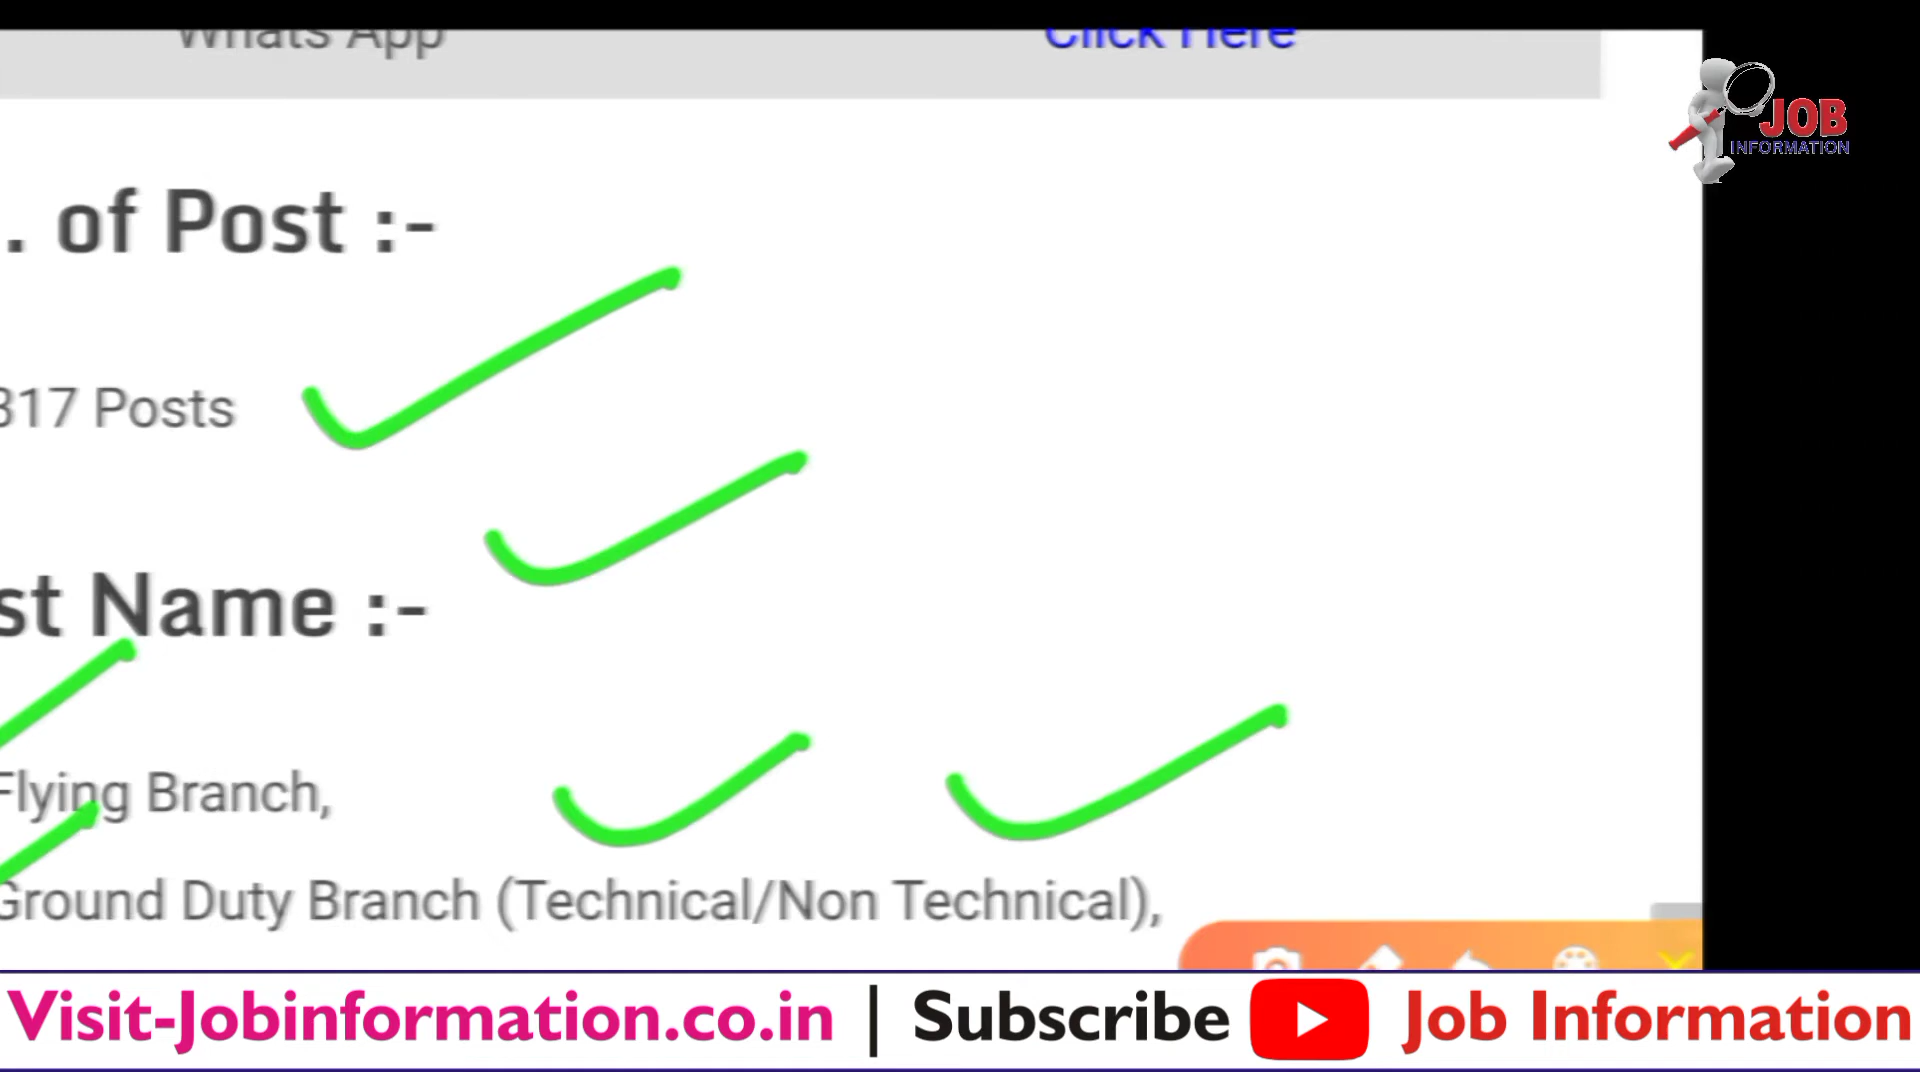 Whats App Click Here
JOB
INFORMATION
. of Post :-
317 Posts
st Name :-
Flying Branch,
Ground Duty Branch (Technical/Non Technical),
Visit-Jobinformation.co.in | Subscribe Job Information